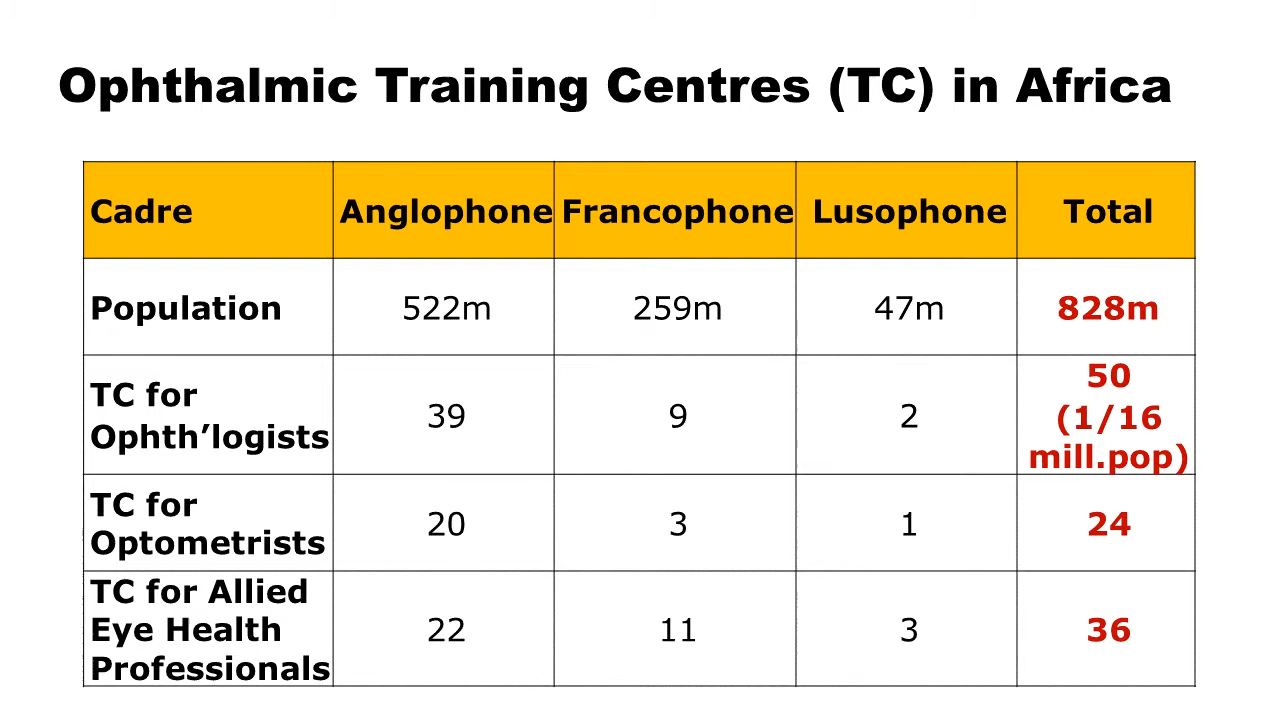 Ophthalmic Training Centres (TC) in Africa
Cadre Anglophone Francophone Lusophone Total
Population 522m 259m 47m 828m
TC for
Ophth’logists 39 9 2 50
(1/16
mill.pop)
TC for
Optometrists 20 3 1 24
TC for Allied
Eye Health
Professionals 22 11 3 36